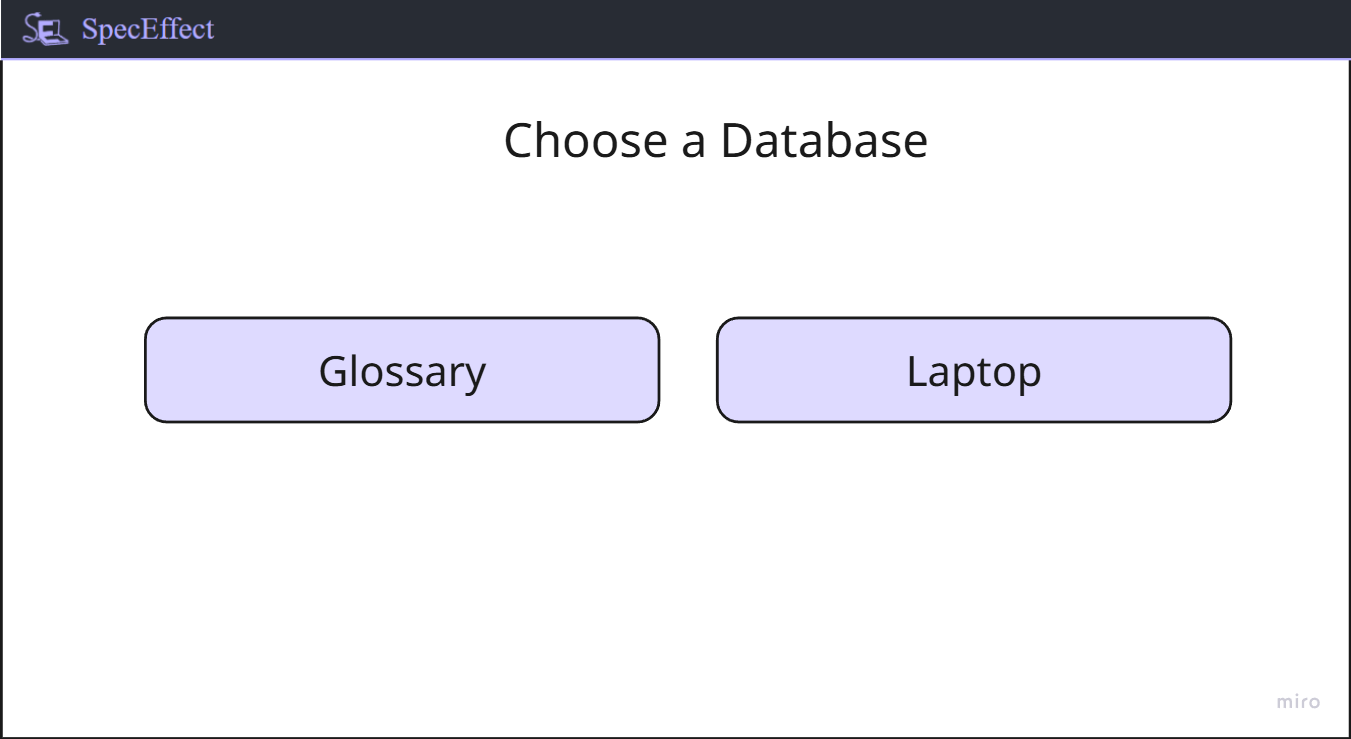 SpecEffect
Choose a Database
Glossary
Laptop
miro